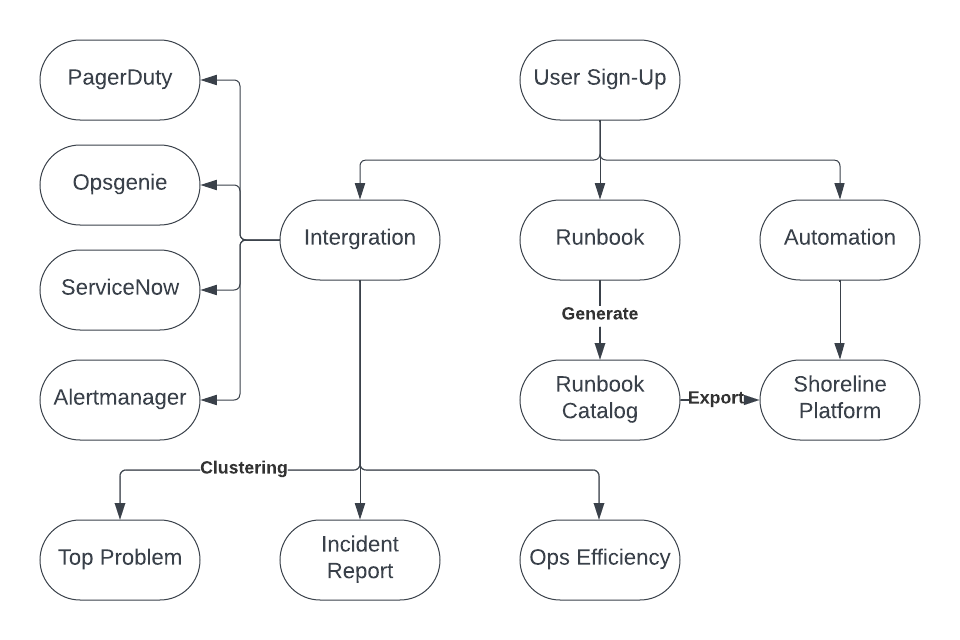 PagerDuty
User Sign-Up
Opsgenie
Intergration
Runbook
Automation
ServiceNow
Generate
Alertmanager
Runbook
Catalog
Export
Shoreline
Platform
Clustering
Top Problem
Incident
Report
Ops Efficiency